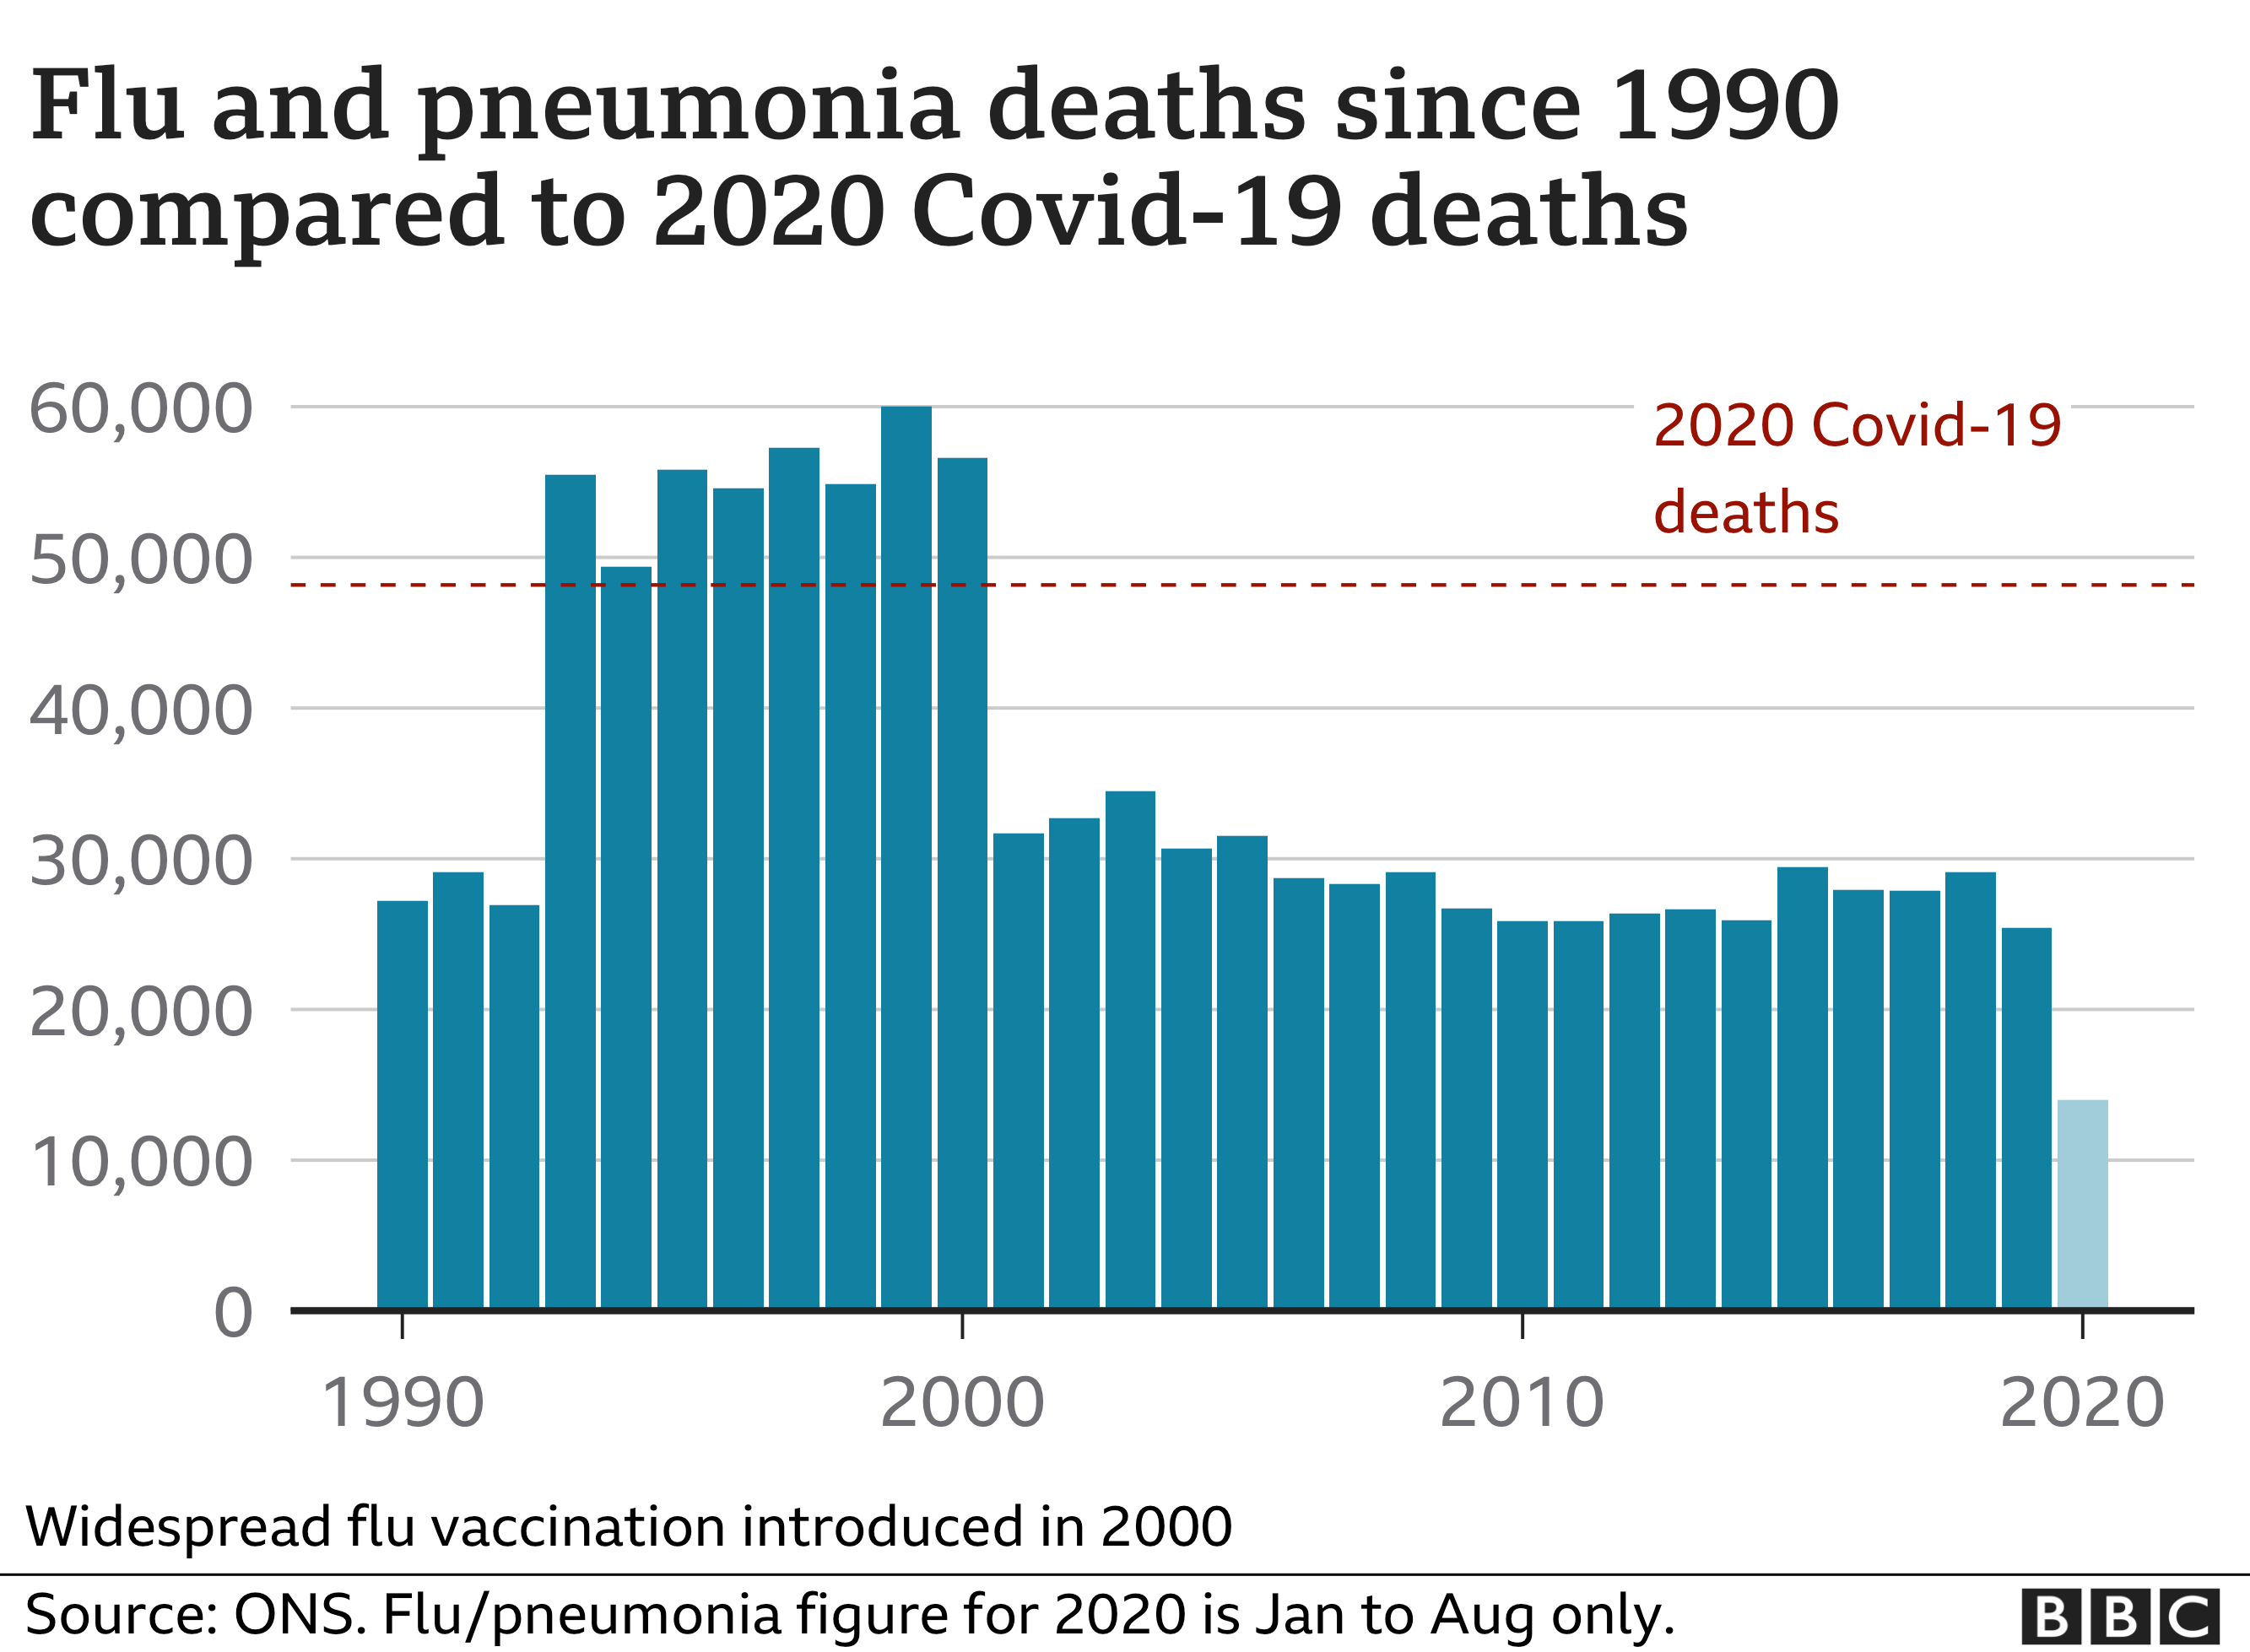 Flu and pneumonia deaths since 1990
compared to 2020 Covid-19 deaths
60,000
2020 Covid-19
deaths
50,000
40,000
30,000
20,000
10,000
0
1990 2000 2010 2020
Widespread flu vaccination introduced in 2000
Source: ONS. Flu/pneumonia figure for 2020 is Jan to Aug only.
BBC